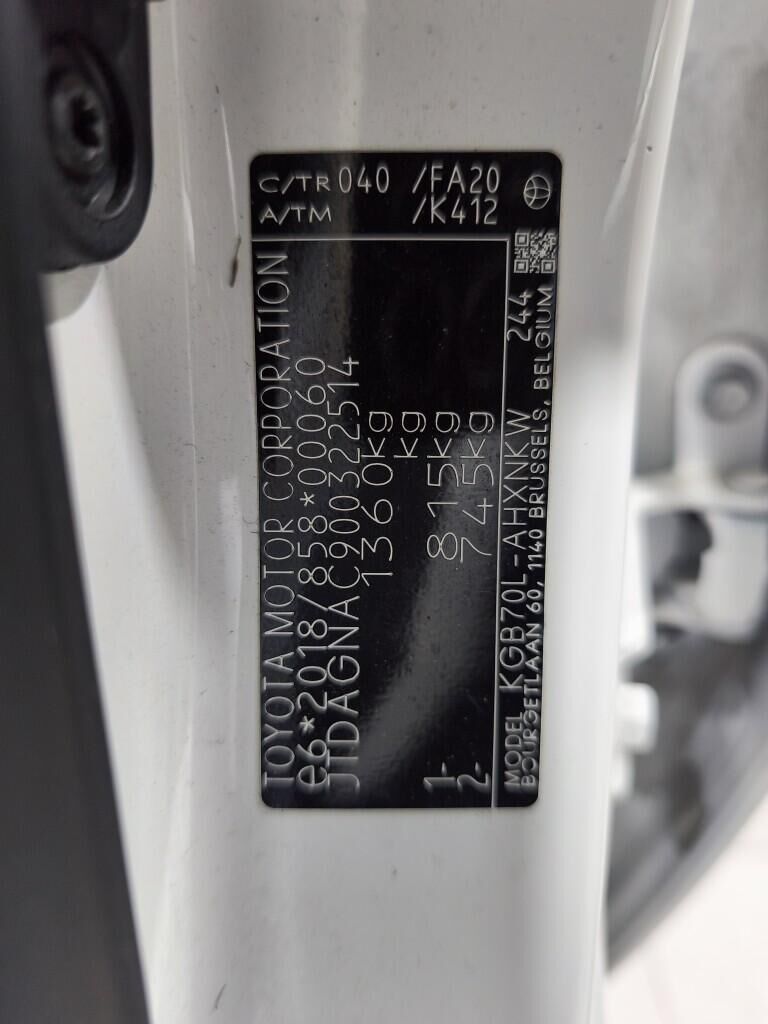 C/TR 040 /FA20
A/TM /K412
TOYOTA MOTOR CORPORATION
e6*2018/858*00060
JTDAGNAC900322514
1360kg
kg
1- 815kg
2- 745kg
MODEL KGB70L-AHXNKW 244
BOURGETLAAN 60, 1140 BRUSSELS, BELGIUM